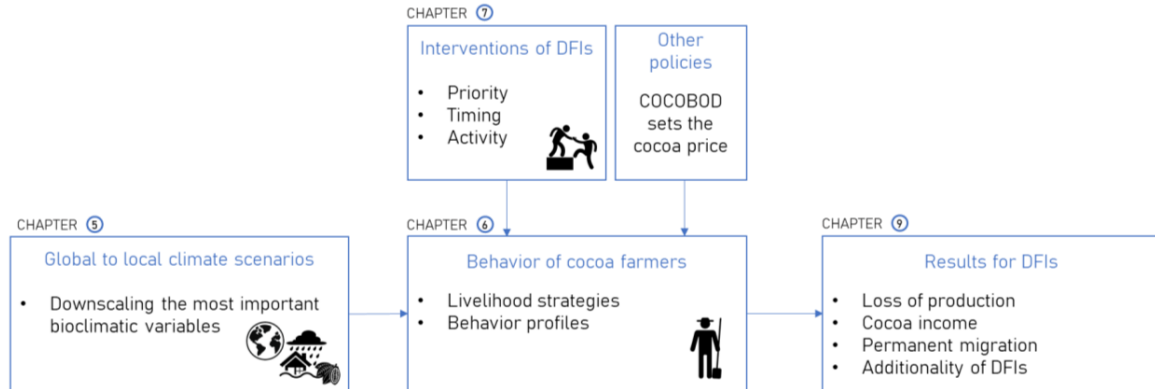 CHAPTER 7
Interventions of DFIs
• Priority
• Timing
• Activity
Other
policies
COCOBOD
sets the
cocoa price
CHAPTER 5
Global to local climate scenarios
• Downscaling the most important
bioclimatic variables
CHAPTER 6
Behavior of cocoa farmers
• Livelihood strategies
• Behavior profiles
CHAPTER 9
Results for DFIs
• Loss of production
• Cocoa income
• Permanent migration
• Additionality of DFIs